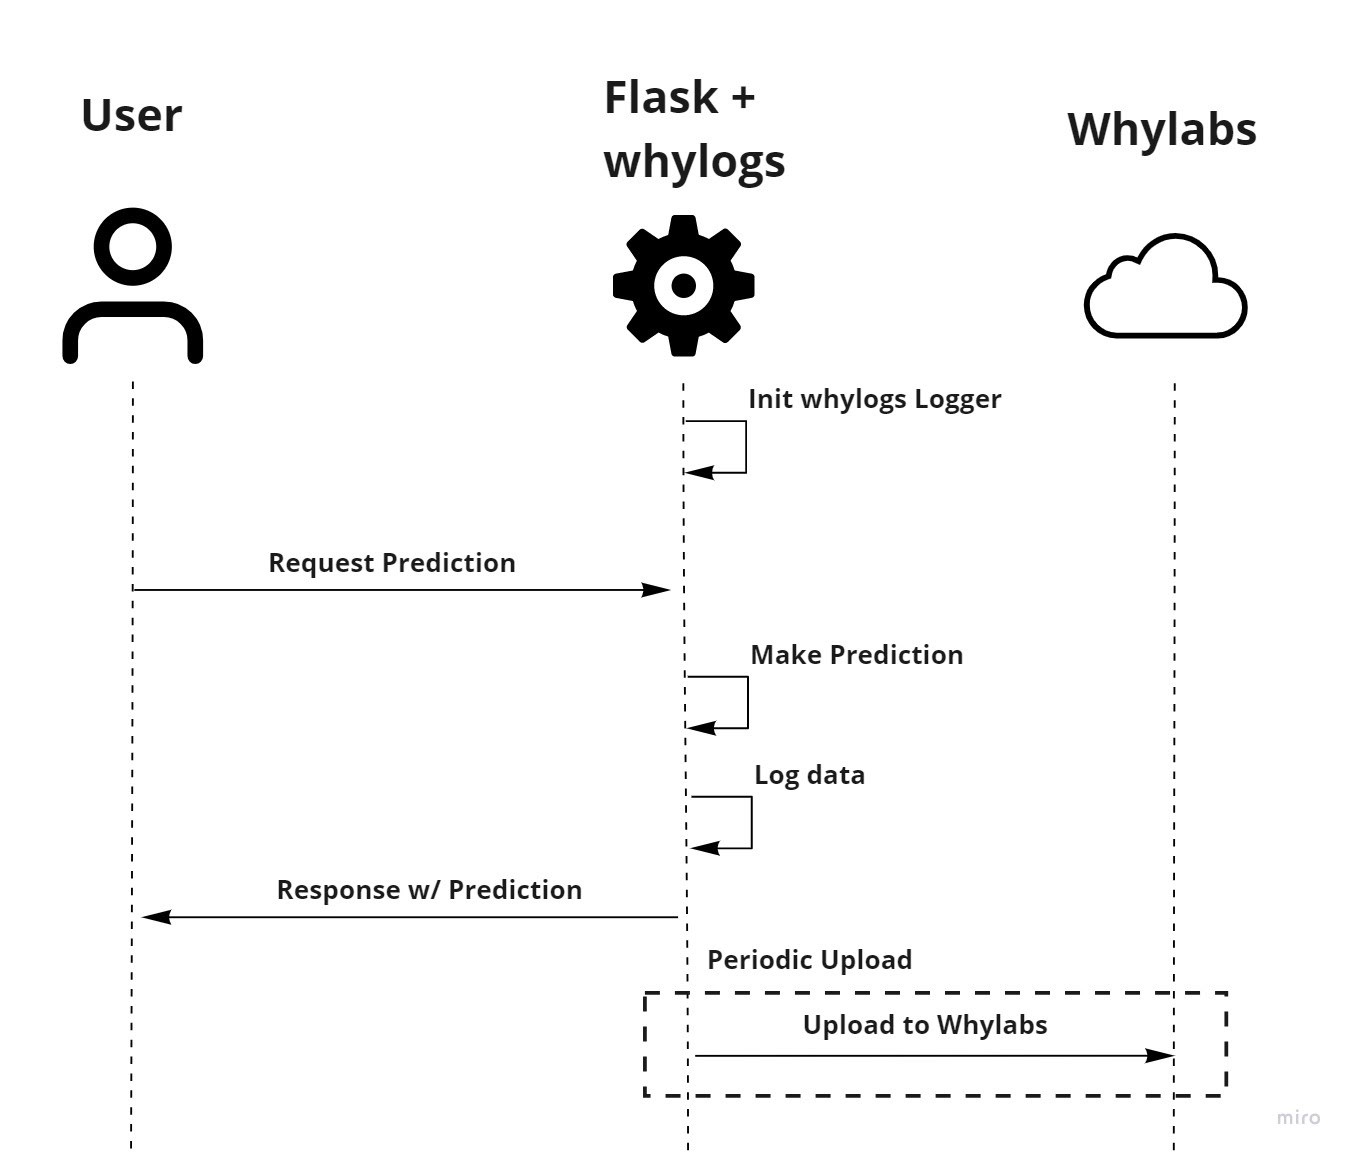 User
Flask +
whylogs
Whylabs
Init whylogs Logger
Request Prediction
Make Prediction
Log data
Response w/ Prediction
Periodic Upload
Upload to Whylabs
miro